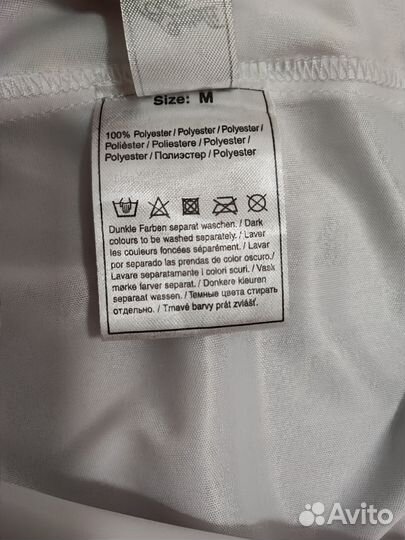 Size: M
100% Polyester / Polyester / Polyester /
Poliéster / Poliestere / Polyester /
Polyester / Полиэстер / Polyester
Dunkle Farben separat waschen. / Dark
colours to be washed separately. / Laver
les couleurs foncées séparément. / Lavar
por separado las prendas de color oscuro./
Lavare separatamente i colori scuri. / Vask
mørke farver separat. / Donkere kleuren
separaat wassen. / Темные цвета стирать
отдельно. / Tmavé barvy prát zvlášť.
Avito